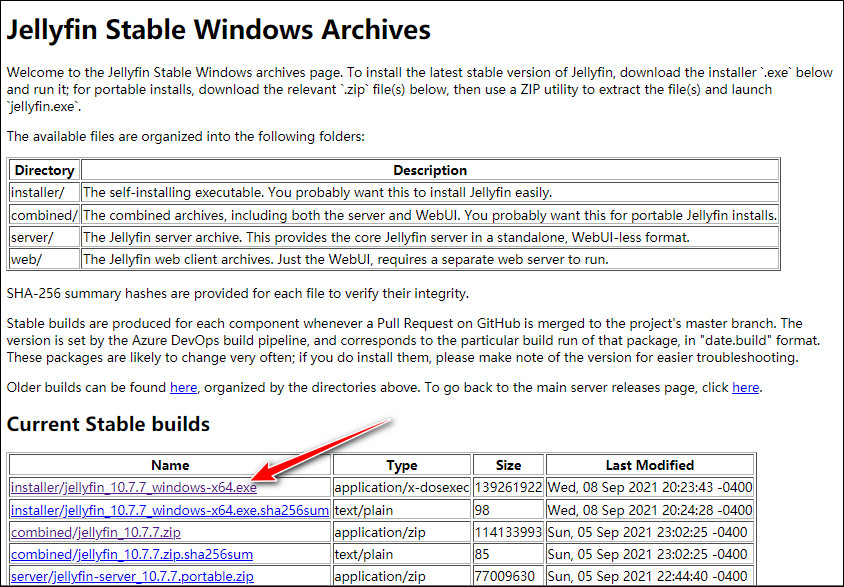 Jellyfin Stable Windows Archives
Welcome to the Jellyfin Stable Windows archives page. To install the latest stable version of Jellyfin, download the installer `.exe` below
and run it; for portable installs, download the relevant `.zip` file(s) below, then use a ZIP utility to extract the file(s) and launch
`jellyfin.exe`.
The available files are organized into the following folders:
Directory Description
installer/ The self-installing executable. You probably want this to install Jellyfin easily.
combined/ The combined archives, including both the server and WebUI. You probably want this for portable Jellyfin installs.
server/ The Jellyfin server archive. This provides the core Jellyfin server in a standalone, WebUI-less format.
web/ The Jellyfin web client archives. Just the WebUI, requires a separate web server to run.
SHA-256 summary hashes are provided for each file to verify their integrity.
Stable builds are produced for each component whenever a Pull Request on GitHub is merged to the project's master branch. The
version is set by the Azure DevOps build pipeline, and corresponds to the particular build run of that package, in "date.build" format.
These packages are likely to change very often; if you do install them, please make note of the version for easier troubleshooting.
Older builds can be found here, organized by the directories above. To go back to the main server releases page, click here.
Current Stable builds
Name Type Size Last Modified
installer/jellyfin_10.7.7_windows-x64.exe application/x-dosexec 139261922 Wed, 08 Sep 2021 20:23:43 -0400
installer/jellyfin_10.7.7_windows-x64.exe.sha256sum text/plain 98 Wed, 08 Sep 2021 20:24:28 -0400
combined/jellyfin_10.7.7.zip application/zip 114133993 Sun, 05 Sep 2021 23:02:25 -0400
combined/jellyfin_10.7.7.zip.sha256sum text/plain 85 Sun, 05 Sep 2021 23:02:25 -0400
server/jellyfin-server_10.7.7.portable.zip application/zip 77009630 Sun, 05 Sep 2021 22:44:40 -0400